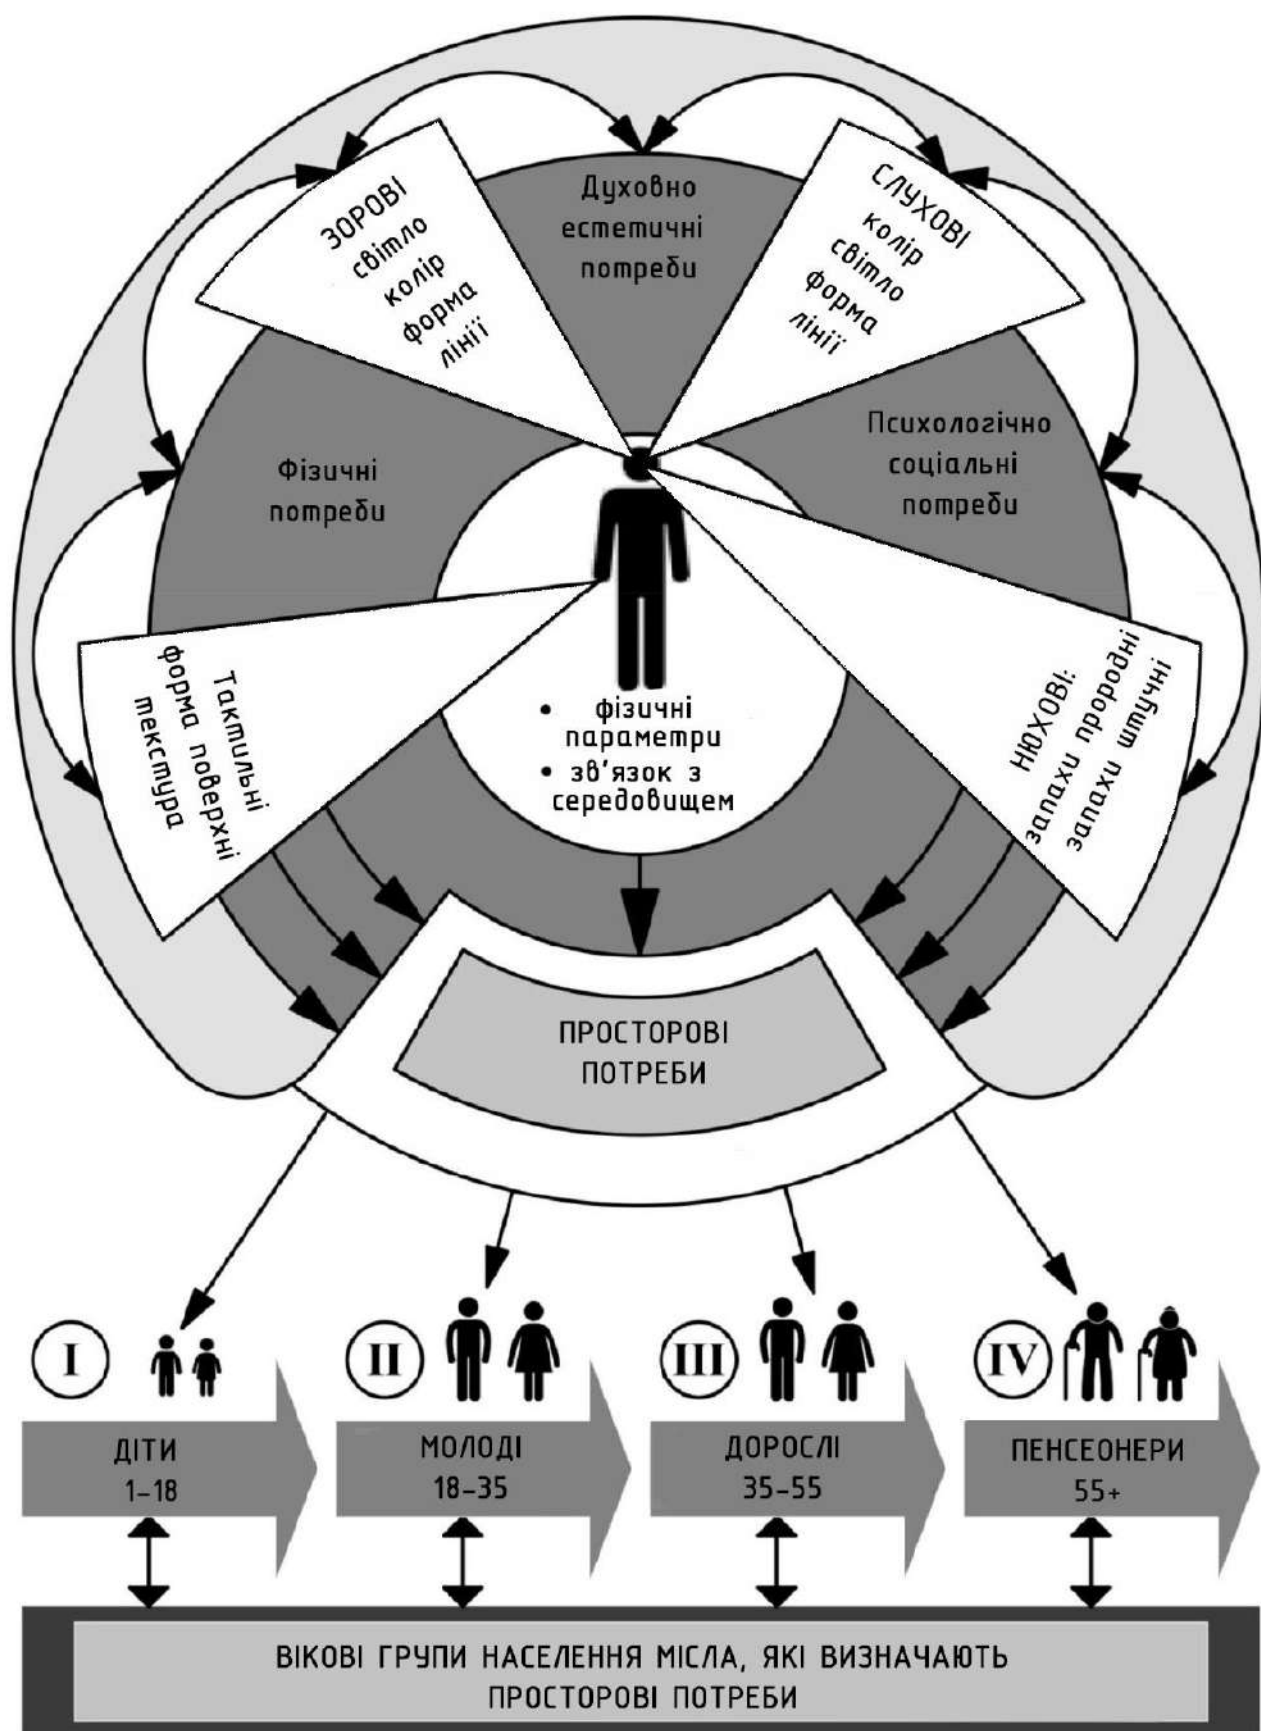 Духовно
естетичні
потреби
ЗОРОВІ
світло
колір
форма
лінії
СЛУХОВІ
колір
світло
форма
лінії
Фізичні
потреби
Психологічно
соціальні
потреби
Тактильні
форма поверхні
текстура
НЮХОВІ:
запахи прородні
запахи штучні
• фізичні
параметри
• зв'язок з
середовищем
ПРОСТОРОВІ
ПОТРЕБИ
I
II
III
IV
ДІТИ
1–18
МОЛОДІ
18–35
ДОРОСЛІ
35–55
ПЕНСЕОНЕРИ
55+
ВІКОВІ ГРУПИ НАСЕЛЕННЯ МІСЛА, ЯКІ ВИЗНАЧАЮТЬ
ПРОСТОРОВІ ПОТРЕБИ